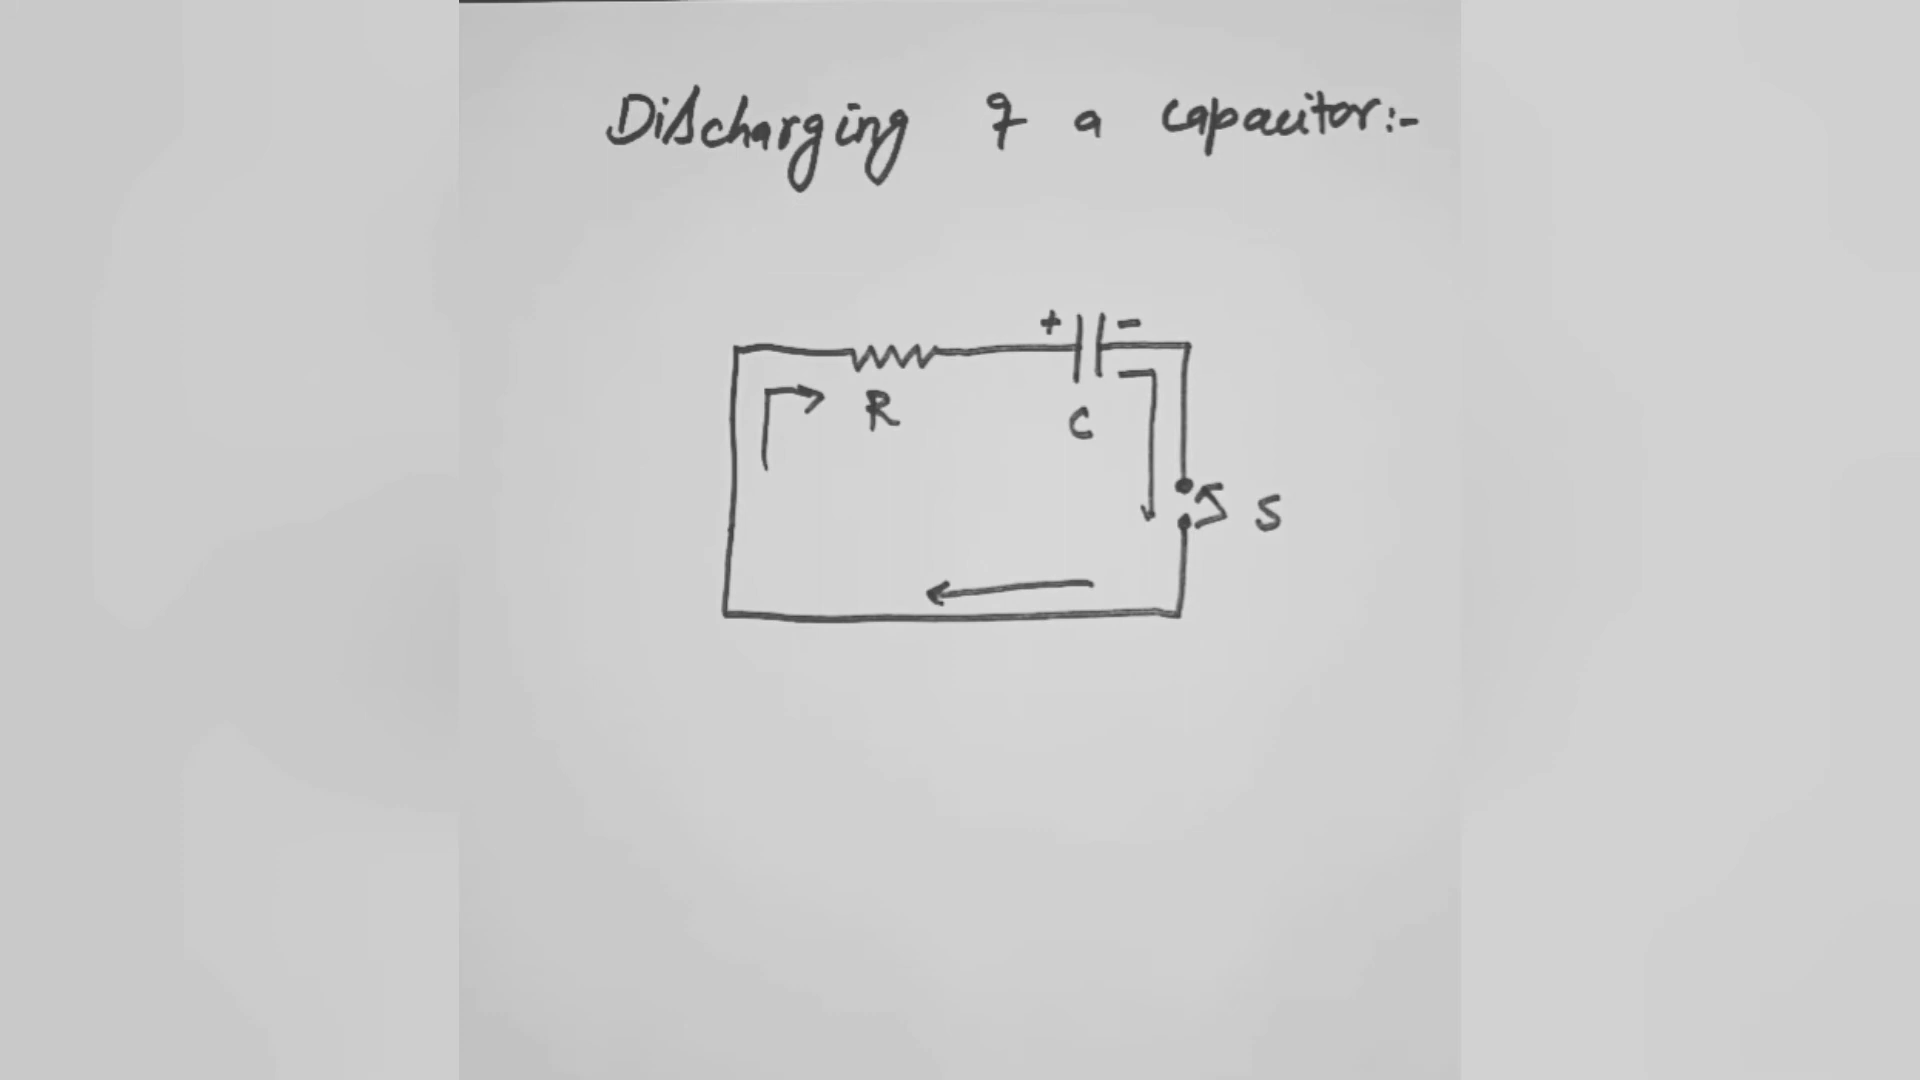 Discharging of a capacitor:-
+ -
R
C
S